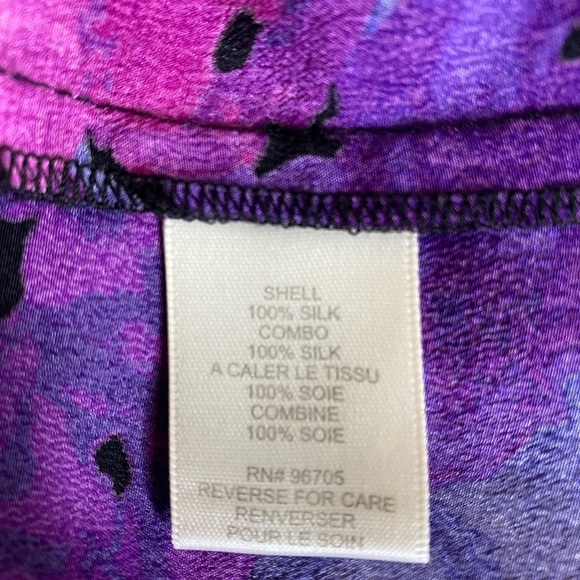 SHELL
100% SILK
COMBO
100% SILK
A CALER LE TISSU
100% SOIE
COMBINE
100% SOIE
RN# 96705
REVERSE FOR CARE
RENVERSER
POUR LE SOIN